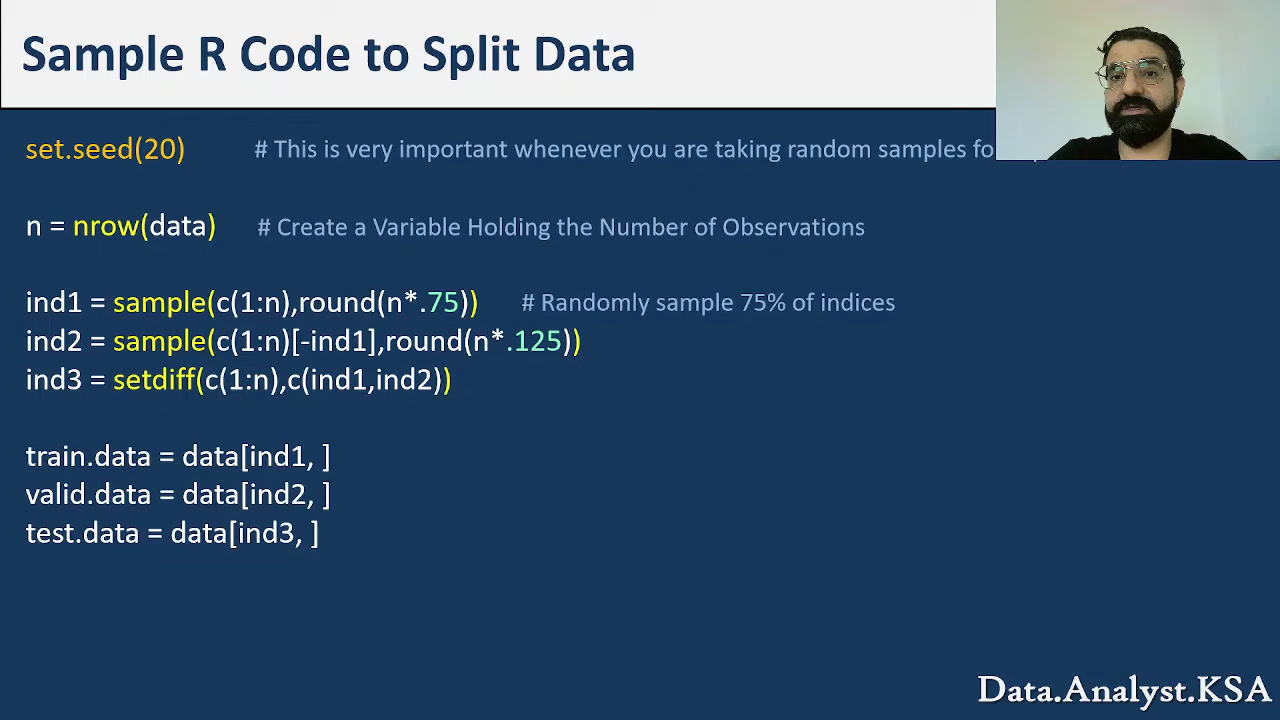 Sample R Code to Split Data
set.seed(20) # This is very important whenever you are taking random samples
n = nrow(data) # Create a Variable Holding the Number of Observations
ind1 = sample(c(1:n),round(n*.75)) # Randomly sample 75% of indices
ind2 = sample(c(1:n)[-ind1],round(n*.125))
ind3 = setdiff(c(1:n),c(ind1,ind2))
train.data = data[ind1, ]
valid.data = data[ind2, ]
test.data = data[ind3, ]
Data.Analyst.KSA